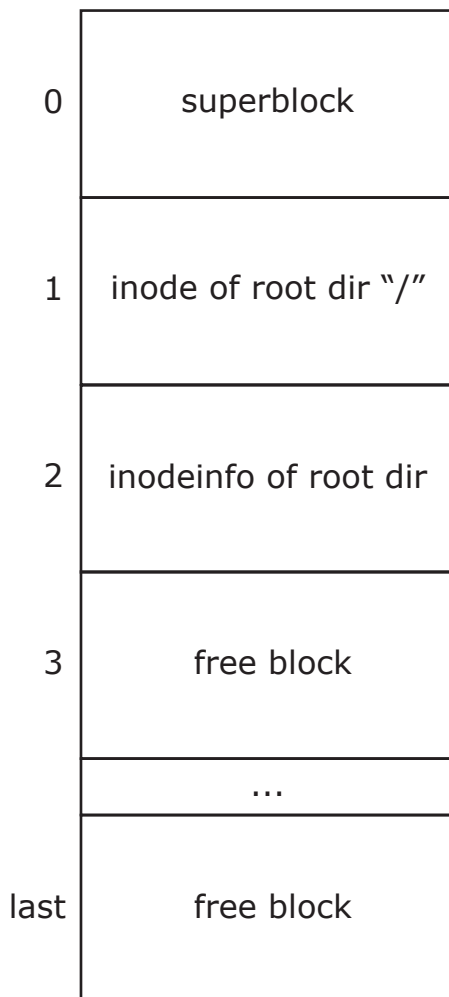 0 superblock
1 inode of root dir “/”
2 inodeinfo of root dir
3 free block
...
last free block